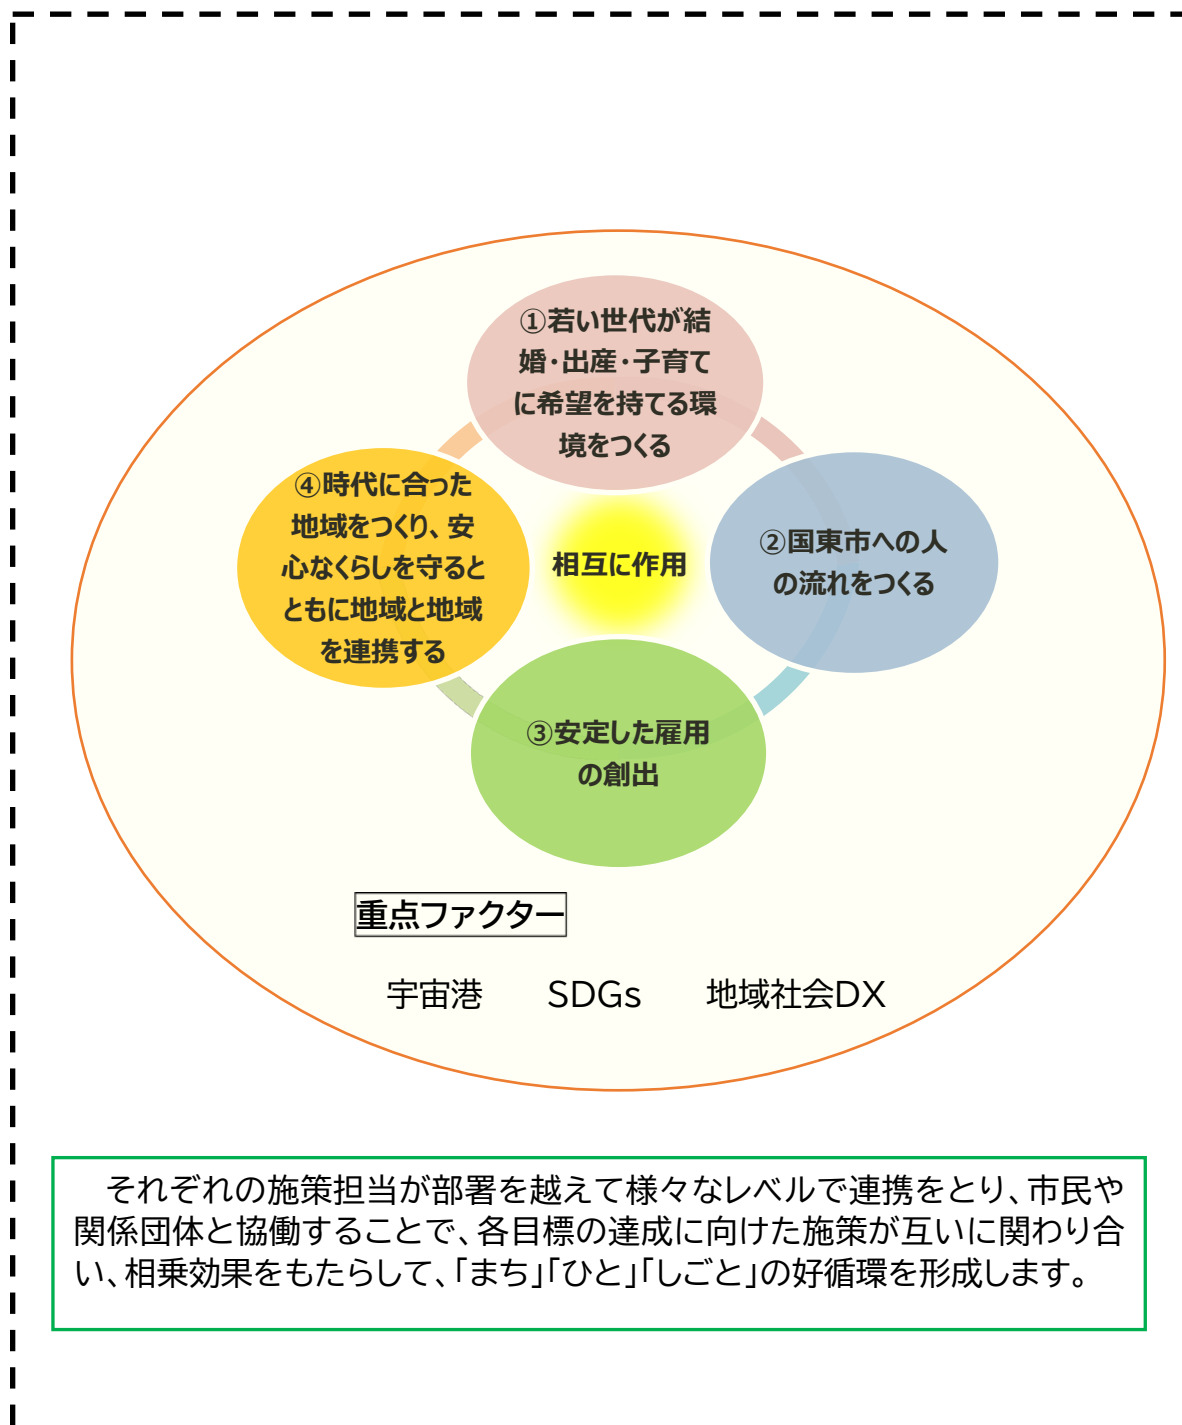 ①若い世代が結
婚・出産・子育て
に希望を持てる環
境をつくる
④時代に合った
地域をつくり、安
心なくらしを守ると
ともに地域と地域
を連携する
相互に作用
②国東市への人
の流れをつくる
③安定した雇用
の創出
重点ファクター
宇宙港 SDGs 地域社会DX
それぞれの施策担当が部署を越えて様々なレベルで連携をとり、市民や
関係団体と協働することで、各目標の達成に向けた施策が互いに関わり合
い、相乗効果をもたらして、「まち」「ひと」「しごと」の好循環を形成します。